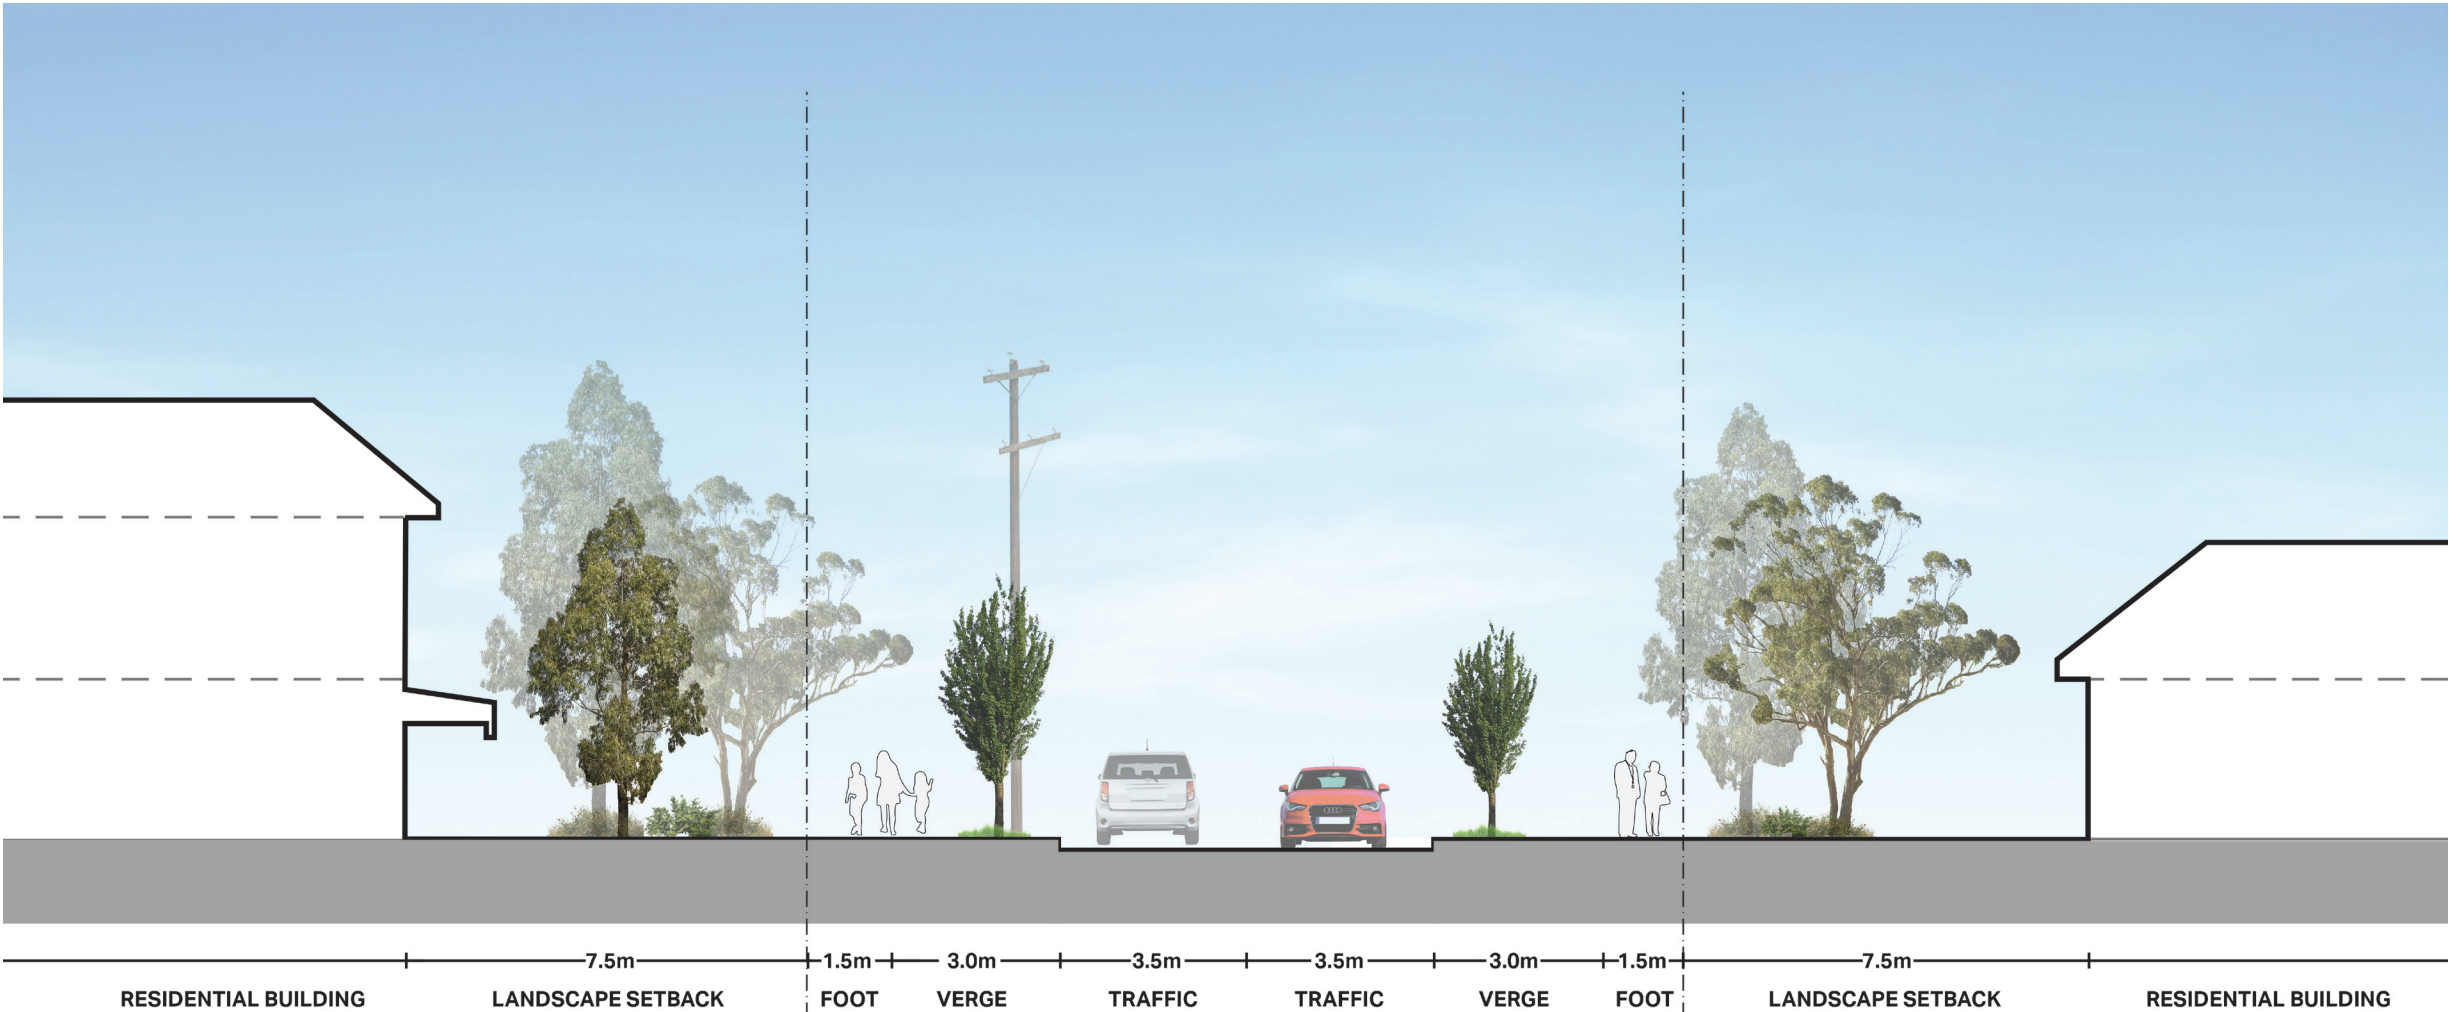 7.5m 1.5m 3.0m 3.5m 3.5m 3.0m 1.5m 7.5m
RESIDENTIAL BUILDING LANDSCAPE SETBACK FOOT VERGE TRAFFIC TRAFFIC VERGE FOOT LANDSCAPE SETBACK RESIDENTIAL BUILDING